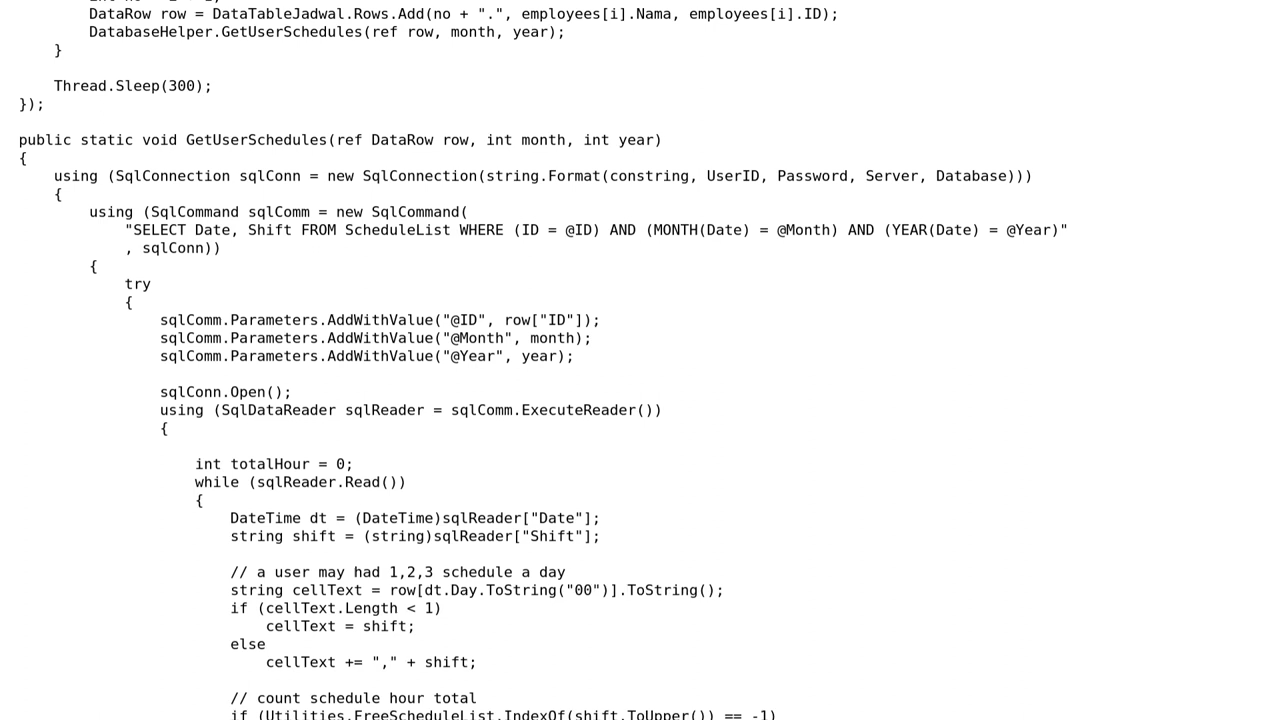 DataRow row = DataTableJadwal.Rows.Add(no + ".", employees[i].Nama, employees[i].ID);
DatabaseHelper.GetUserSchedules(ref row, month, year);
}
Thread.Sleep(300);
});
public static void GetUserSchedules(ref DataRow row, int month, int year)
{
using (SqlConnection sqlConn = new SqlConnection(string.Format(constring, UserID, Password, Server, Database)))
{
using (SqlCommand sqlComm = new SqlCommand(
"SELECT Date, Shift FROM ScheduleList WHERE (ID = @ID) AND (MONTH(Date) = @Month) AND (YEAR(Date) = @Year)"
, sqlConn))
{
try
{
sqlComm.Parameters.AddWithValue("@ID", row["ID"]);
sqlComm.Parameters.AddWithValue("@Month", month);
sqlComm.Parameters.AddWithValue("@Year", year);
sqlConn.Open();
using (SqlDataReader sqlReader = sqlComm.ExecuteReader())
{
int totalHour = 0;
while (sqlReader.Read())
{
DateTime dt = (DateTime)sqlReader["Date"];
string shift = (string)sqlReader["Shift"];
// a user may had 1,2,3 schedule a day
string cellText = row[dt.Day.ToString("00")].ToString();
if (cellText.Length < 1)
cellText = shift;
else
cellText += "," + shift;
// count schedule hour total
if (Utilities.FreeScheduleList.IndexOf(shift.ToUpper()) == -1)